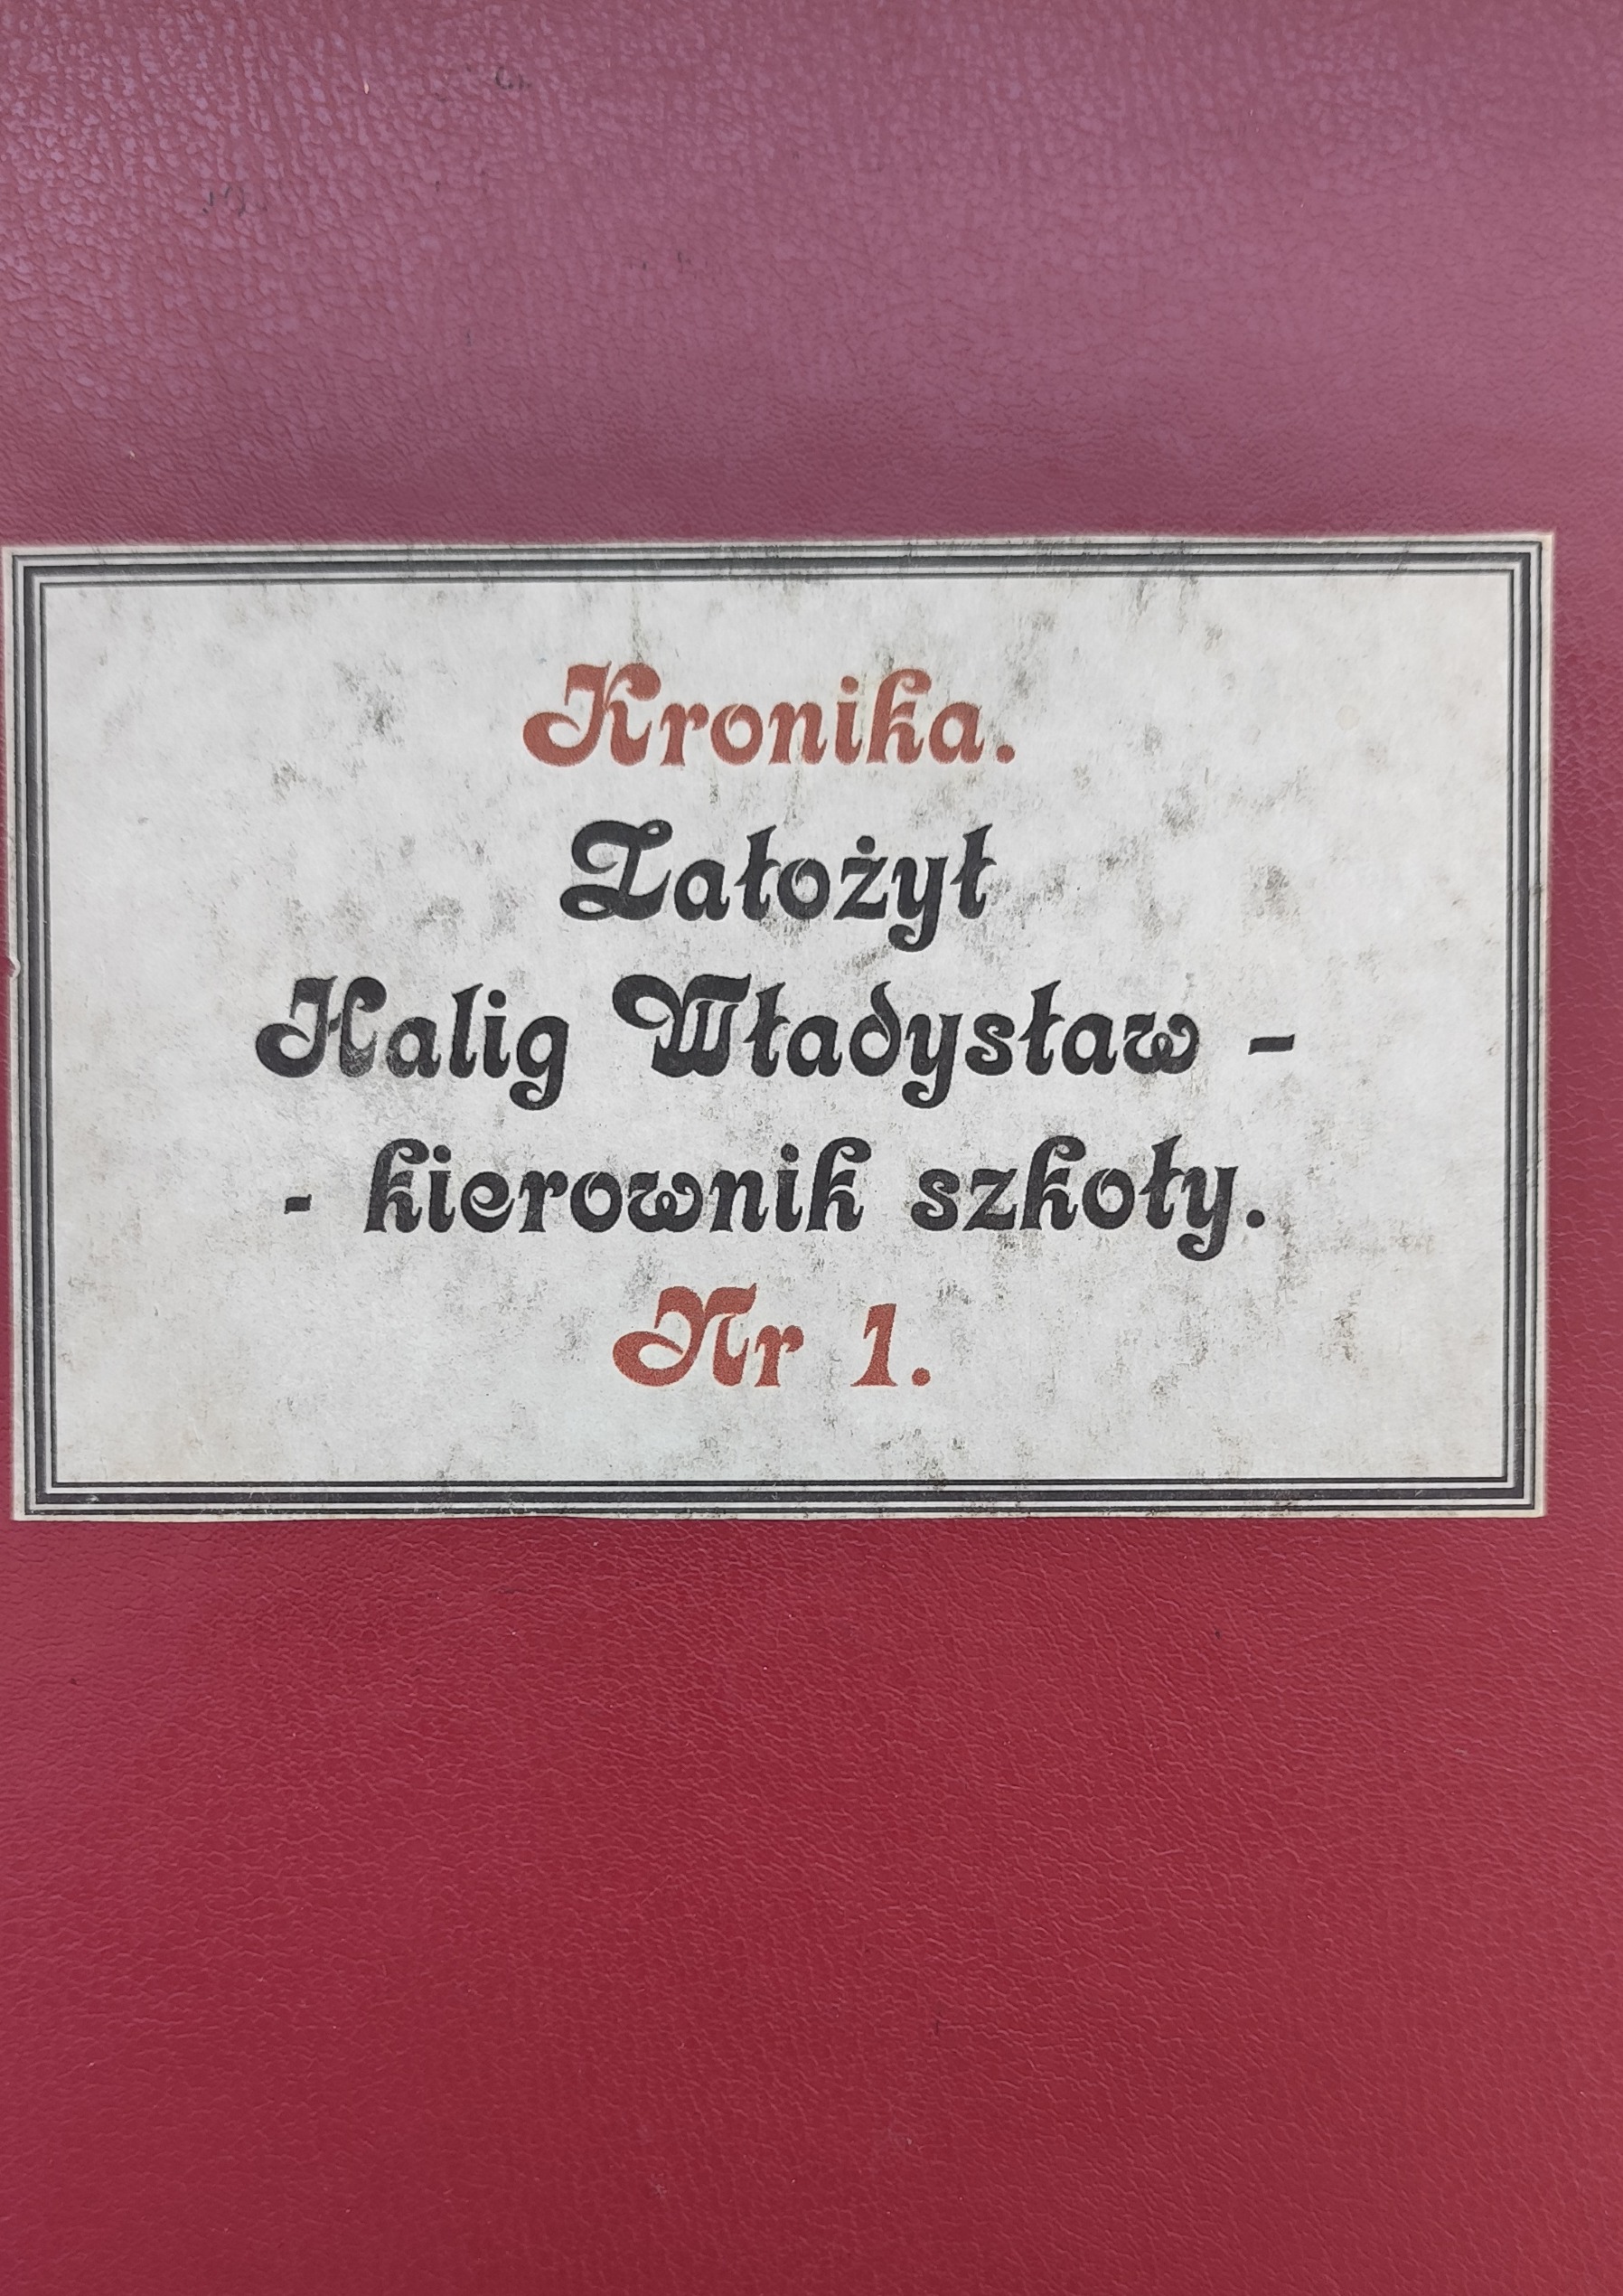 Kronika.
Założył
Halig Władysław -
- kierownik szkoły.
Nr 1.